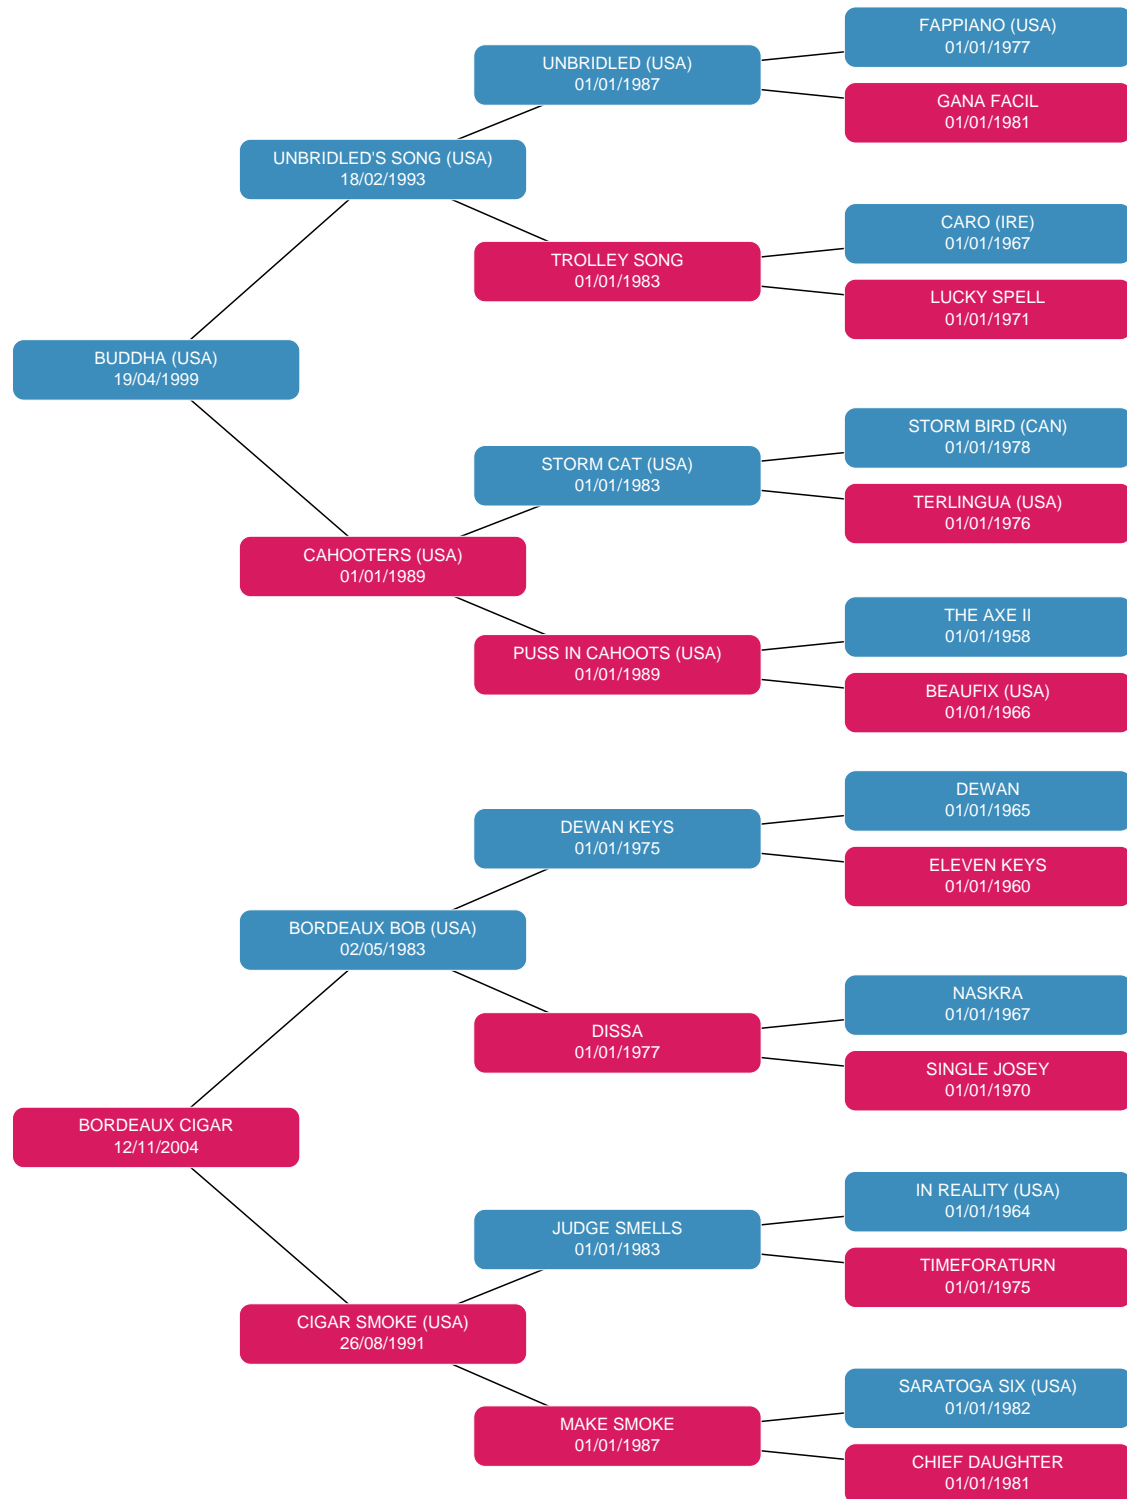 FAPPIANO (USA)
01/01/1977
UNBRIDLED (USA)
01/01/1987
GANA FACIL
01/01/1981
UNBRIDLED'S SONG (USA)
18/02/1993
CARO (IRE)
01/01/1967
TROLLEY SONG
01/01/1983
LUCKY SPELL
01/01/1971
BUDDHA (USA)
19/04/1999
STORM BIRD (CAN)
01/01/1978
STORM CAT (USA)
01/01/1983
TERLINGUA (USA)
01/01/1976
CAHOOTERS (USA)
01/01/1989
THE AXE II
01/01/1958
PUSS IN CAHOOTS (USA)
01/01/1989
BEAUFIX (USA)
01/01/1966
DEWAN
01/01/1965
DEWAN KEYS
01/01/1975
ELEVEN KEYS
01/01/1960
BORDEAUX BOB (USA)
02/05/1983
NASKRA
01/01/1967
DISSA
01/01/1977
SINGLE JOSEY
01/01/1970
BORDEAUX CIGAR
12/11/2004
IN REALITY (USA)
01/01/1964
JUDGE SMELLS
01/01/1983
TIMEFORATURN
01/01/1975
CIGAR SMOKE (USA)
26/08/1991
SARATOGA SIX (USA)
01/01/1982
MAKE SMOKE
01/01/1987
CHIEF DAUGHTER
01/01/1981